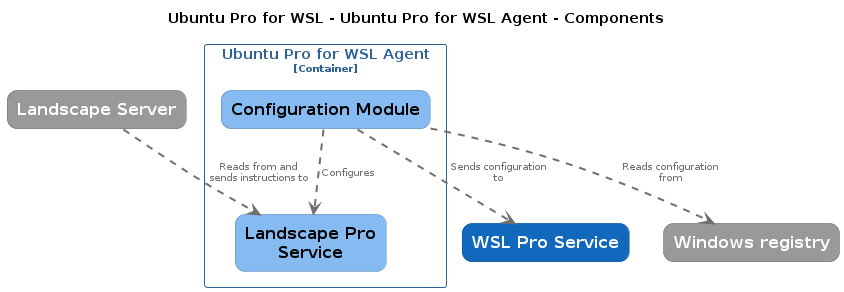 Ubuntu Pro for WSL - Ubuntu Pro for WSL Agent - Components
Ubuntu Pro for WSL Agent
[Container]
Landscape Server
Configuration Module
Reads from and
sends instructions to
Configures
Sends configuration
to
Reads configuration
from
Landscape Pro
Service
WSL Pro Service
Windows registry